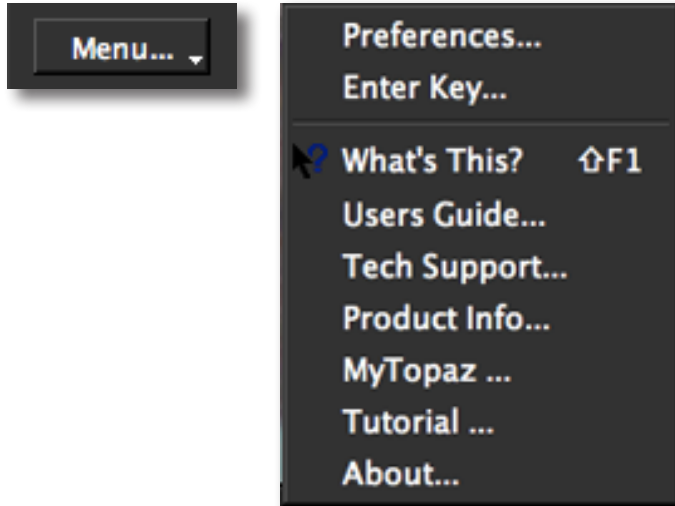 Menu...
Preferences...
Enter Key...
What's This? ⇧F1
Users Guide...
Tech Support...
Product Info...
MyTopaz ...
Tutorial ...
About...